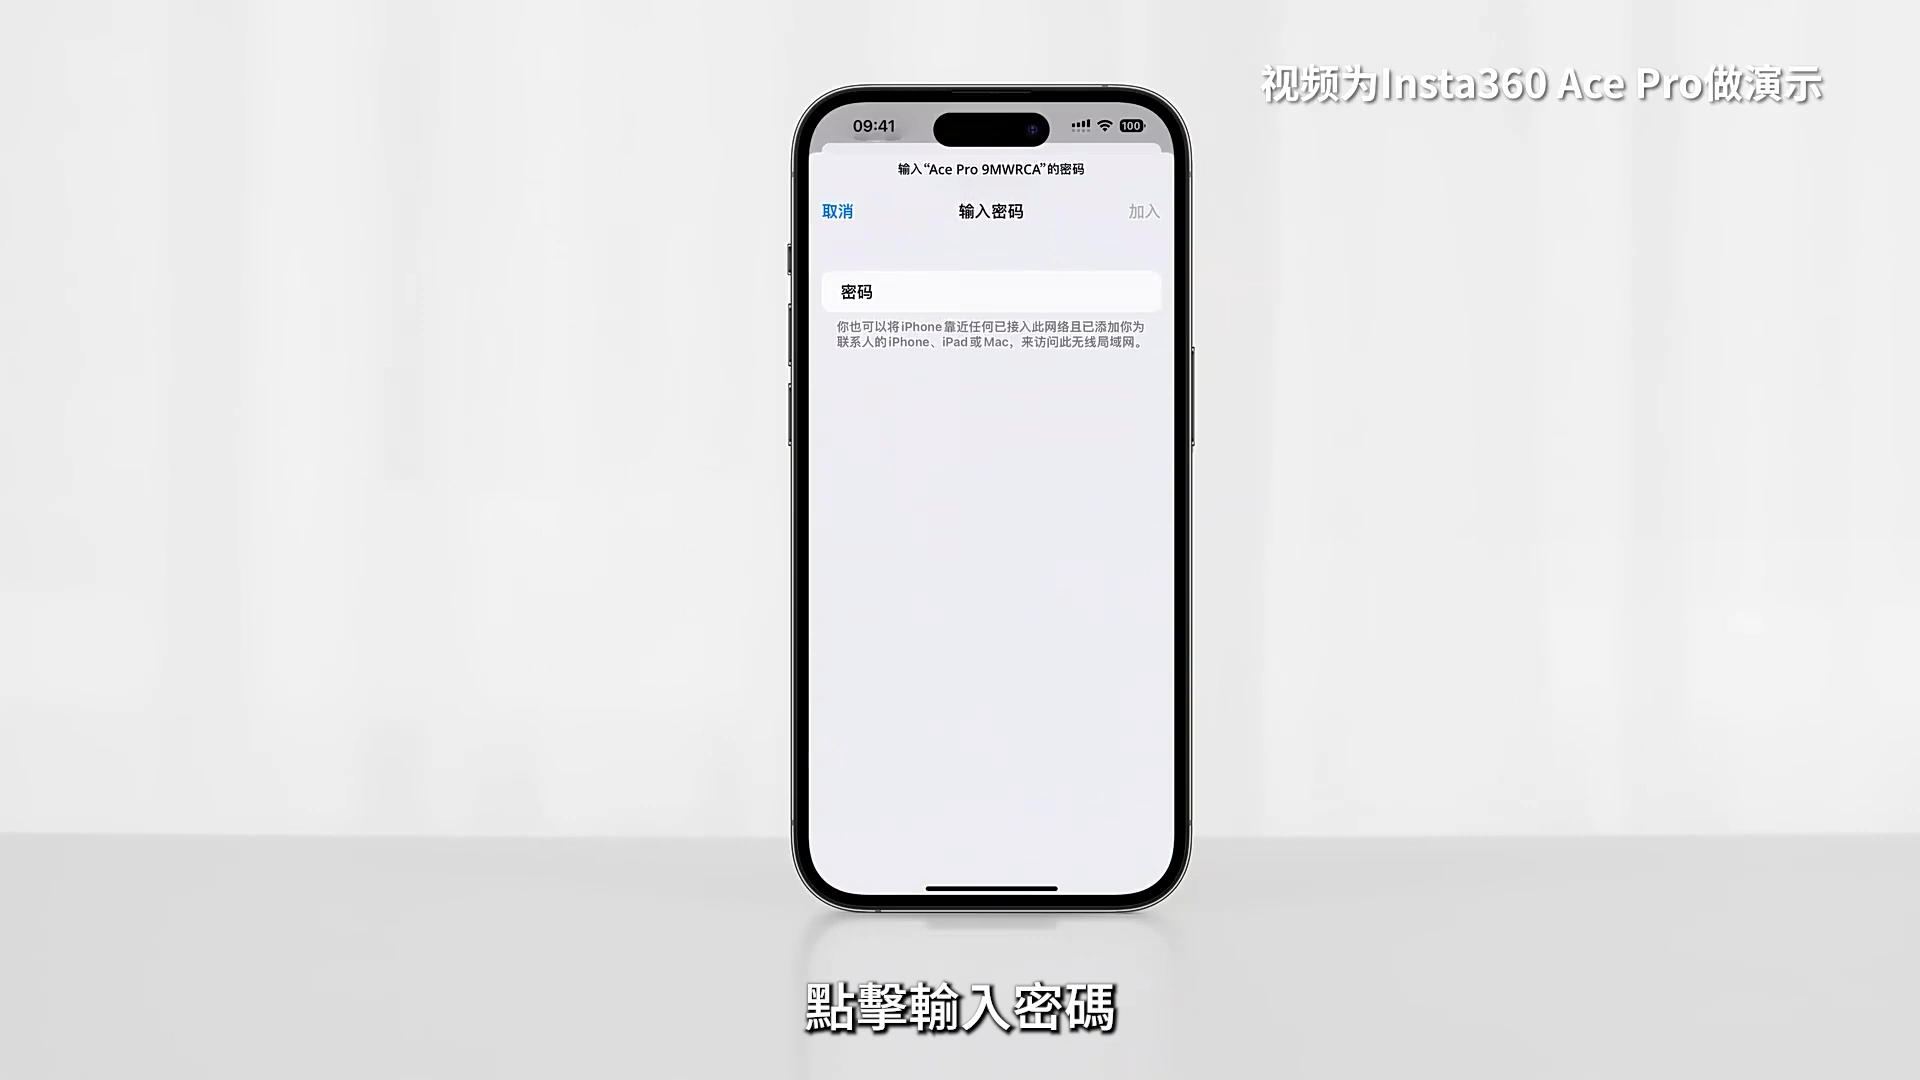 视频为Insta360 Ace Pro做演示
09:41
100
输入“Ace Pro 9MWRCA”的密码
取消
输入密码
加入
密码
你也可以将iPhone靠近任何已接入此网络且已添加你为
联系人的iPhone、iPad或Mac，来访问此无线局域网。
點擊輸入密碼